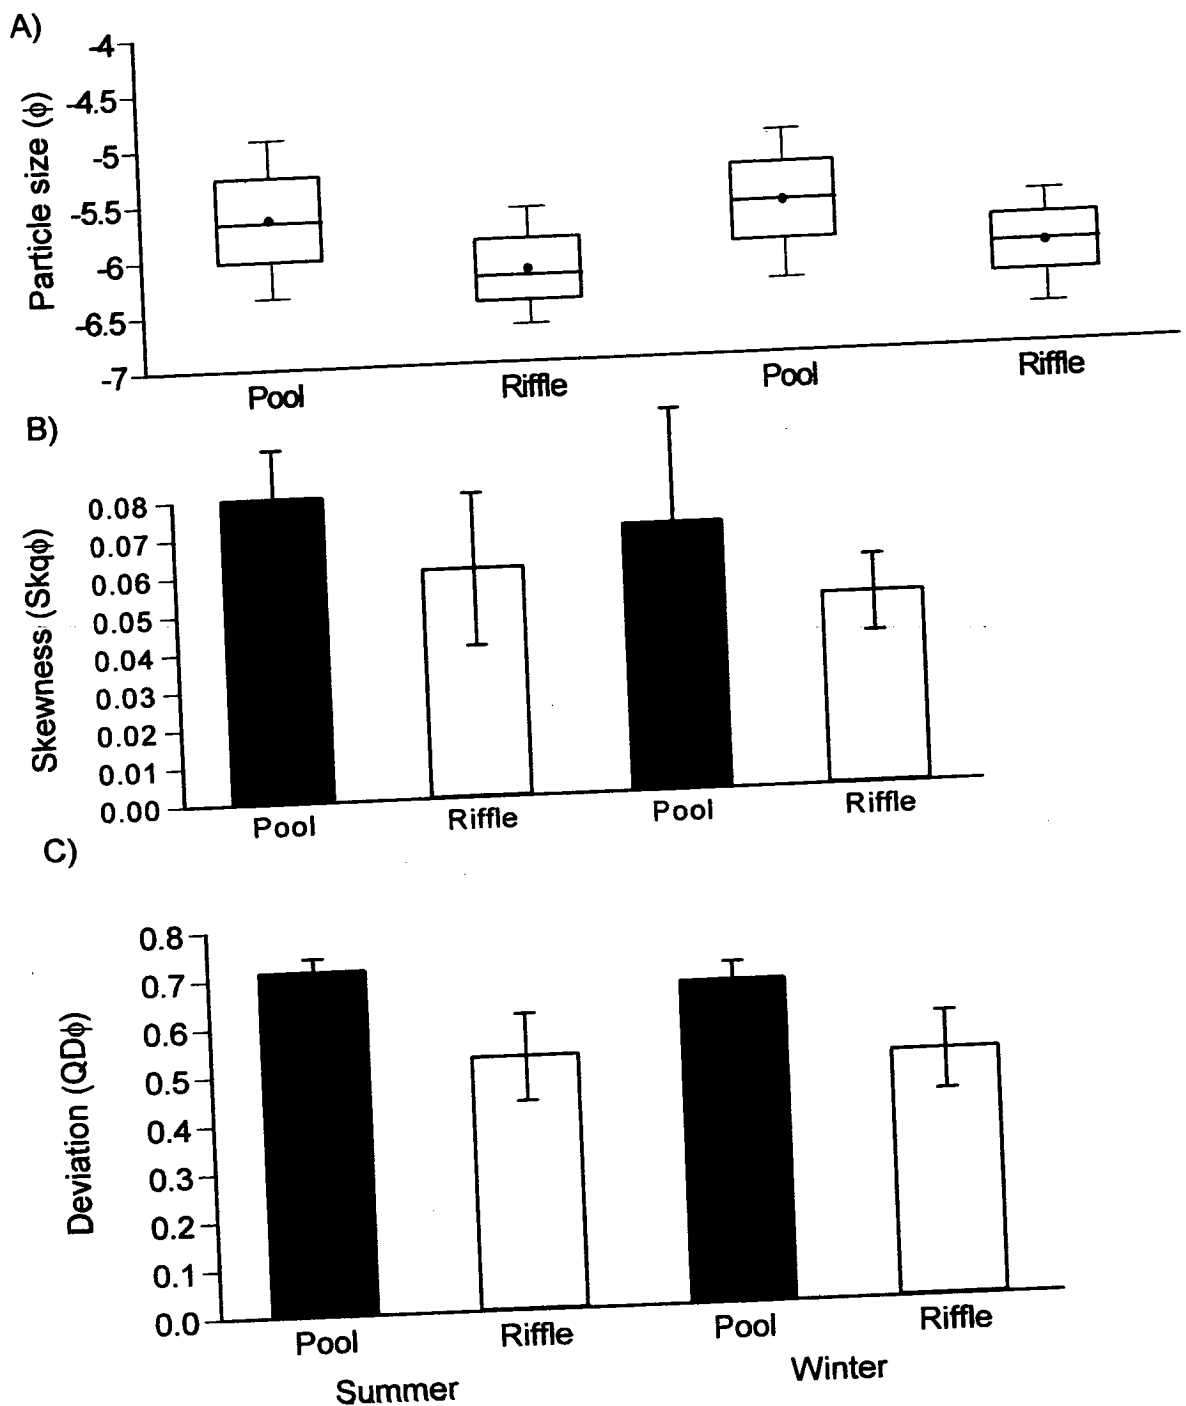 A)
Particle size (ϕ)
-4
-4.5
-5
-5.5
-6
-6.5
-7
Pool Riffle Pool Riffle
B)
Skewness (Skqϕ)
0.08
0.07
0.06
0.05
0.04
0.03
0.02
0.01
0.00
Pool Riffle Pool Riffle
C)
Deviation (QDϕ)
0.8
0.7
0.6
0.5
0.4
0.3
0.2
0.1
0.0
Pool Riffle Pool Riffle
Summer Winter